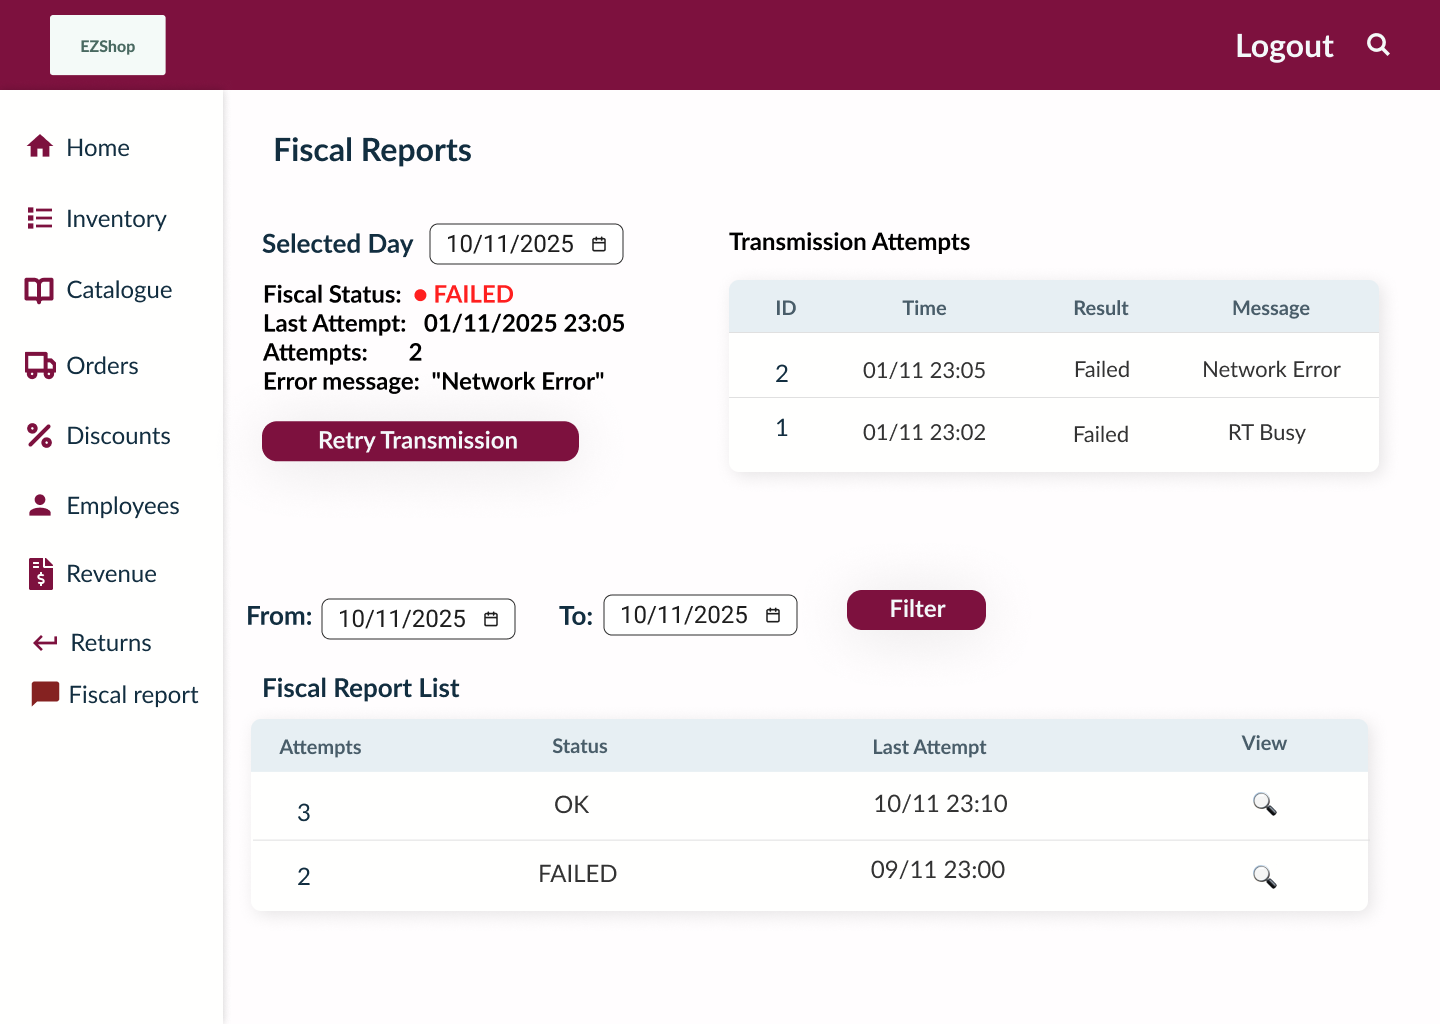 EZShop
Logout
Home
Inventory
Catalogue
Orders
Discounts
Employees
Revenue
Returns
Fiscal report
Fiscal Reports
Selected Day 10/11/2025
Fiscal Status: FAILED
Last Attempt: 01/11/2025 23:05
Attempts: 2
Error message: "Network Error"
Retry Transmission
Transmission Attempts
ID Time Result Message
2 01/11 23:05 Failed Network Error
1 01/11 23:02 Failed RT Busy
From: 10/11/2025 To: 10/11/2025 Filter
Fiscal Report List
Attempts Status Last Attempt View
3 OK 10/11 23:10
2 FAILED 09/11 23:00